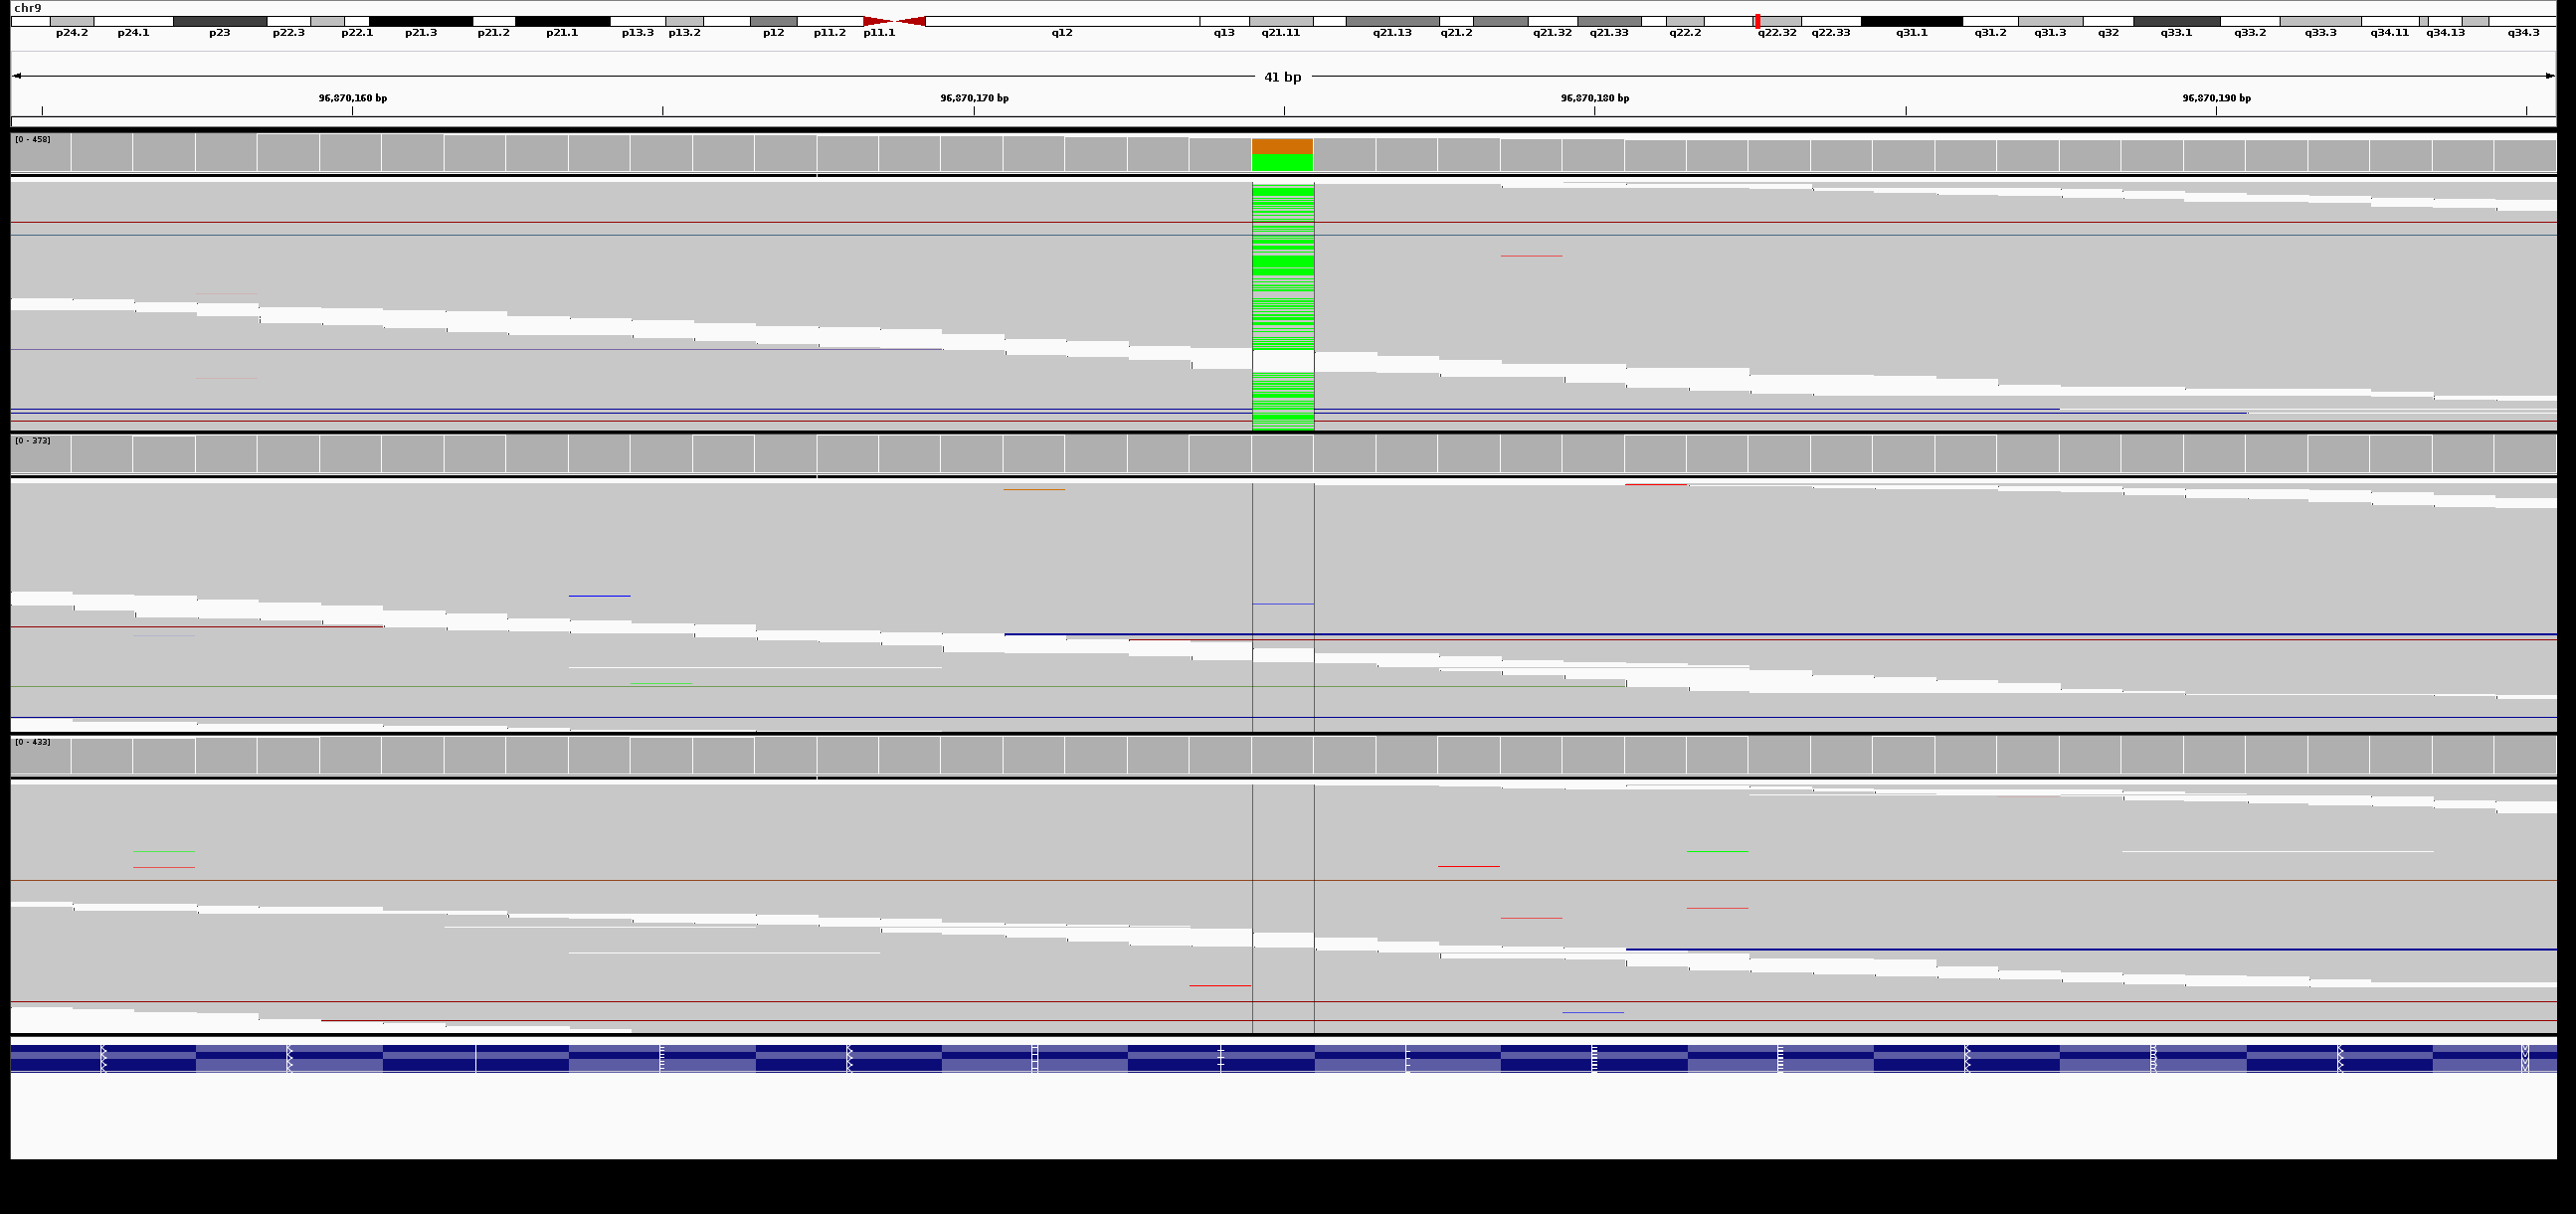 chr9
p24.2 p24.1 p23 p22.3 p22.1 p21.3 p21.2 p21.1 p13.3 p13.2 p12 p11.2 p11.1 q12 q13 q21.11 q21.13 q21.2 q21.32 q21.33 q22.2 q22.32 q22.33 q31.1 q31.2 q31.3 q32 q33.1 q33.2 q33.3 q34.11 q34.13 q34.3
41 bp
96,870,160 bp 96,870,170 bp 96,870,180 bp 96,870,190 bp
[0 - 458]
[0 - 373]
[0 - 433]